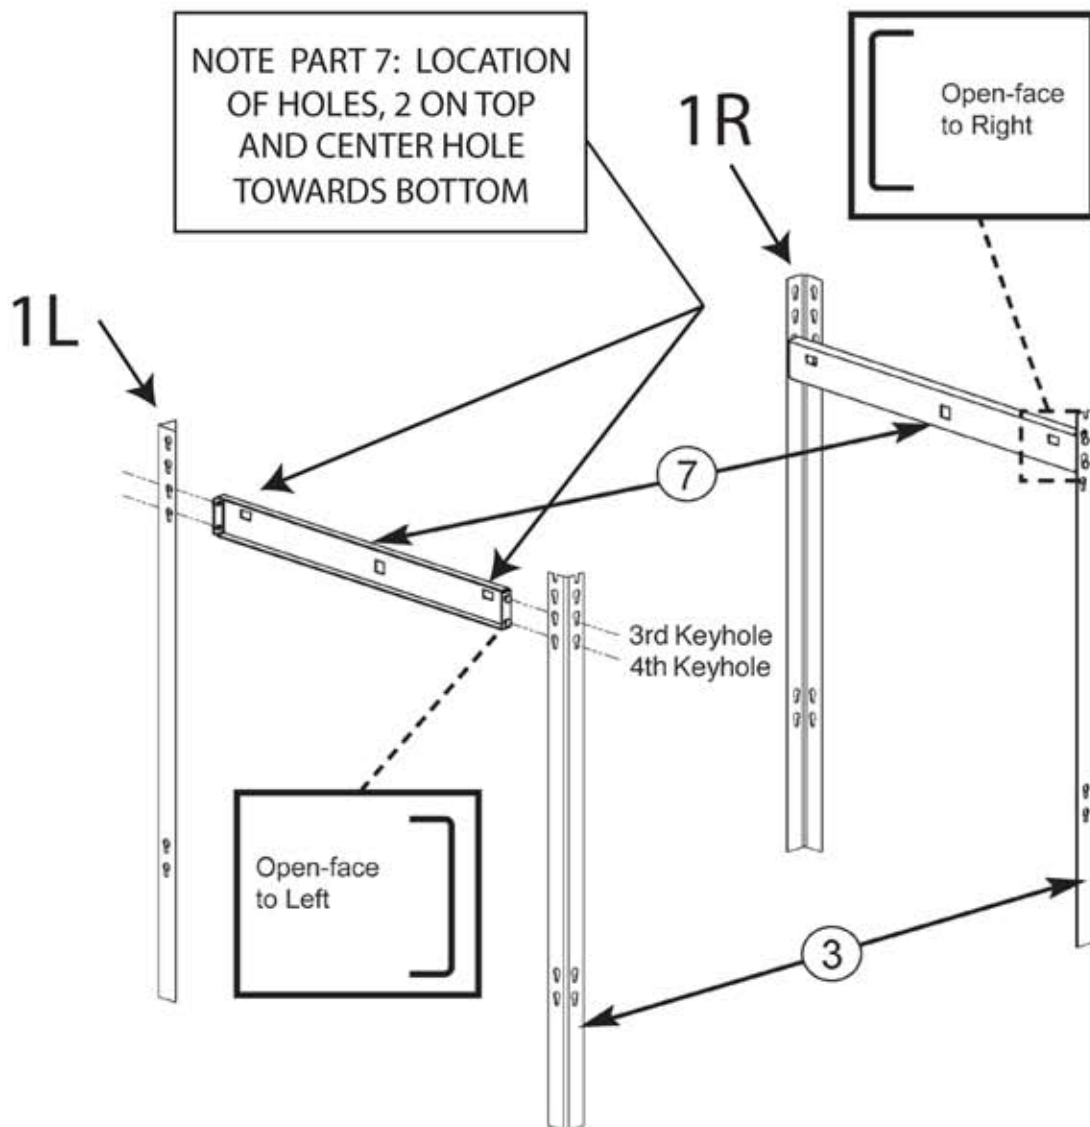 NOTE PART 7: LOCATION
OF HOLES, 2 ON TOP
AND CENTER HOLE
TOWARDS BOTTOM
1R
Open-face
to Right
1L
7
3rd Keyhole
4th Keyhole
Open-face
to Left
3